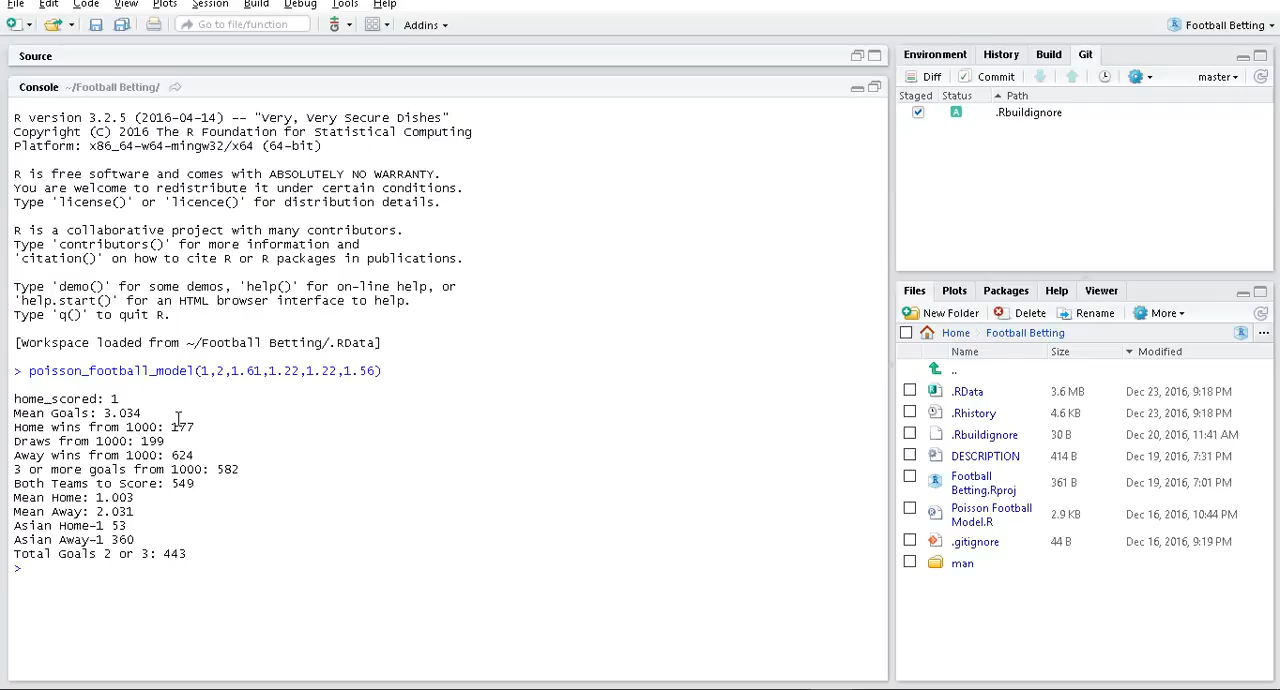 File Edit Code View Plots Session Build Debug Tools Help
Go to file/function Addins Football Betting
Source
Console ~/Football Betting/
R version 3.2.5 (2016-04-14) -- "Very, Very Secure Dishes"
Copyright (C) 2016 The R Foundation for Statistical Computing
Platform: x86_64-w64-mingw32/x64 (64-bit)
R is free software and comes with ABSOLUTELY NO WARRANTY.
You are welcome to redistribute it under certain conditions.
Type 'license()' or 'licence()' for distribution details.
R is a collaborative project with many contributors.
Type 'contributors()' for more information and
'citation()' on how to cite R or R packages in publications.
Type 'demo()' for some demos, 'help()' for on-line help, or
'help.start()' for an HTML browser interface to help.
Type 'q()' to quit R.
[Workspace loaded from ~/Football Betting/.RData]
> poisson_football_model(1,2,1.61,1.22,1.22,1.56)
home_scored: 1
Mean Goals: 3.034
Home wins from 1000: 177
Draws from 1000: 199
Away wins from 1000: 624
3 or more goals from 1000: 582
Both Teams to Score: 549
Mean Home: 1.003
Mean Away: 2.031
Asian Home-1 53
Asian Away-1 360
Total Goals 2 or 3: 443
>
Environment History Build Git
Diff Commit master
Staged Status Path
A .Rbuildignore
Files Plots Packages Help Viewer
New Folder Delete Rename More
Home Football Betting ...
Name Size Modified
..
.RData 3.6 MB Dec 23, 2016, 9:18 PM
.Rhistory 4.6 KB Dec 23, 2016, 9:18 PM
.Rbuildignore 30 B Dec 20, 2016, 11:41 AM
DESCRIPTION 414 B Dec 19, 2016, 7:31 PM
Football
Betting.Rproj 361 B Dec 19, 2016, 7:01 PM
Poisson Football
Model.R 2.9 KB Dec 16, 2016, 10:44 PM
.gitignore 44 B Dec 16, 2016, 9:19 PM
man